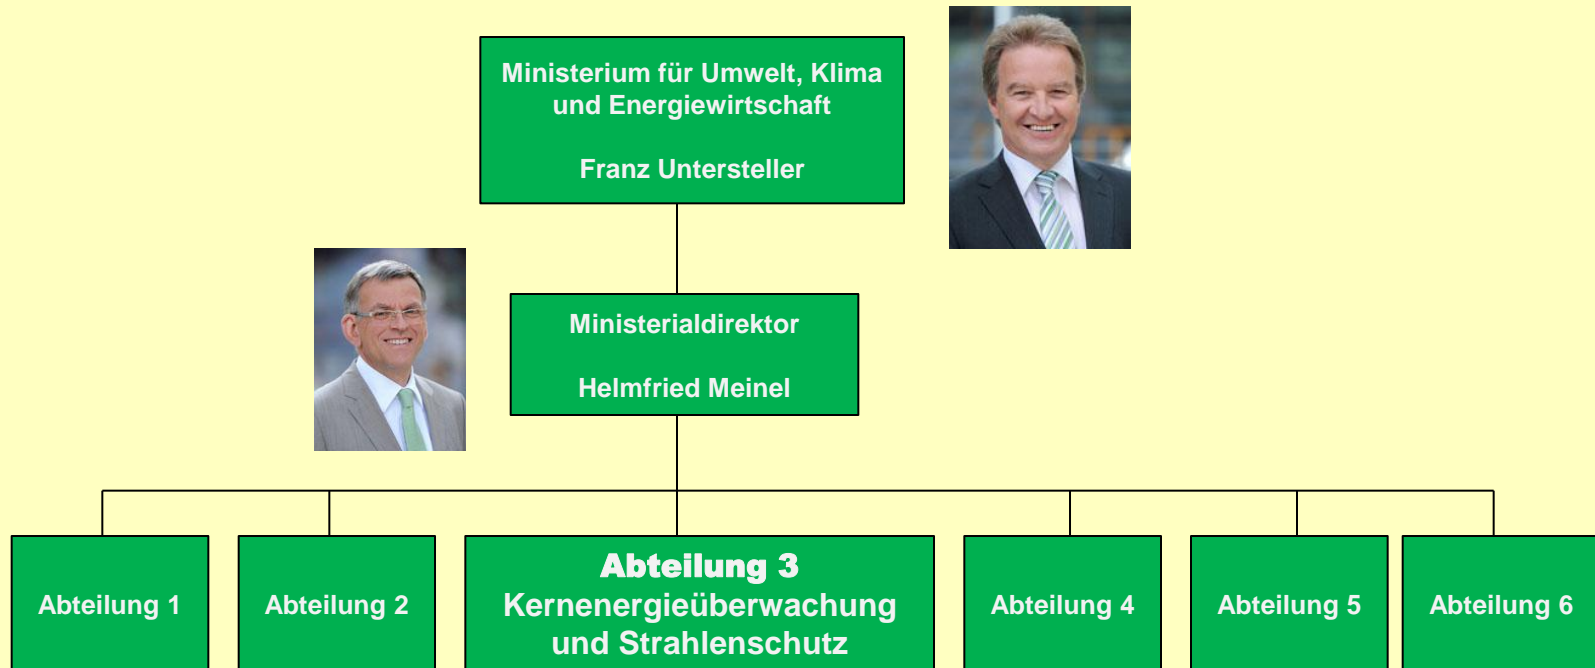 Ministerium für Umwelt, Klima
und Energiewirtschaft
Franz Untersteller
Ministerialdirektor
Helmfried Meinel
Abteilung 1
Abteilung 2
Abteilung 3
Kernenergieüberwachung
und Strahlenschutz
Abteilung 4
Abteilung 5
Abteilung 6